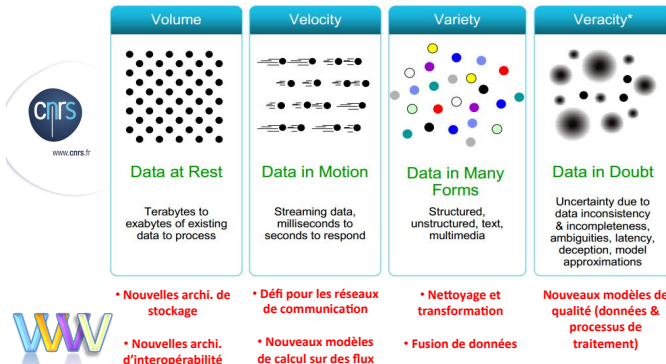 Volume
Velocity
Variety
Veracity*
cnrs
www.cnrs.fr
Data at Rest
Terabytes to
exabytes of existing
data to process
Data in Motion
Streaming data,
milliseconds to
seconds to respond
Data in Many
Forms
Structured,
unstructured, text,
multimedia
Data in Doubt
Uncertainty due to
data inconsistency
& incompleteness,
ambiguities, latency,
deception, model
approximations
• Nouvelles archi. de
stockage
• Nouvelles archi.
d'interopérabilité
• Défi pour les réseaux
de communication
• Nouveaux modèles
de calcul sur des flux
• Nettoyage et
transformation
• Fusion de données
Nouveaux modèles de
qualité (données &
processus de
traitement)
WWW